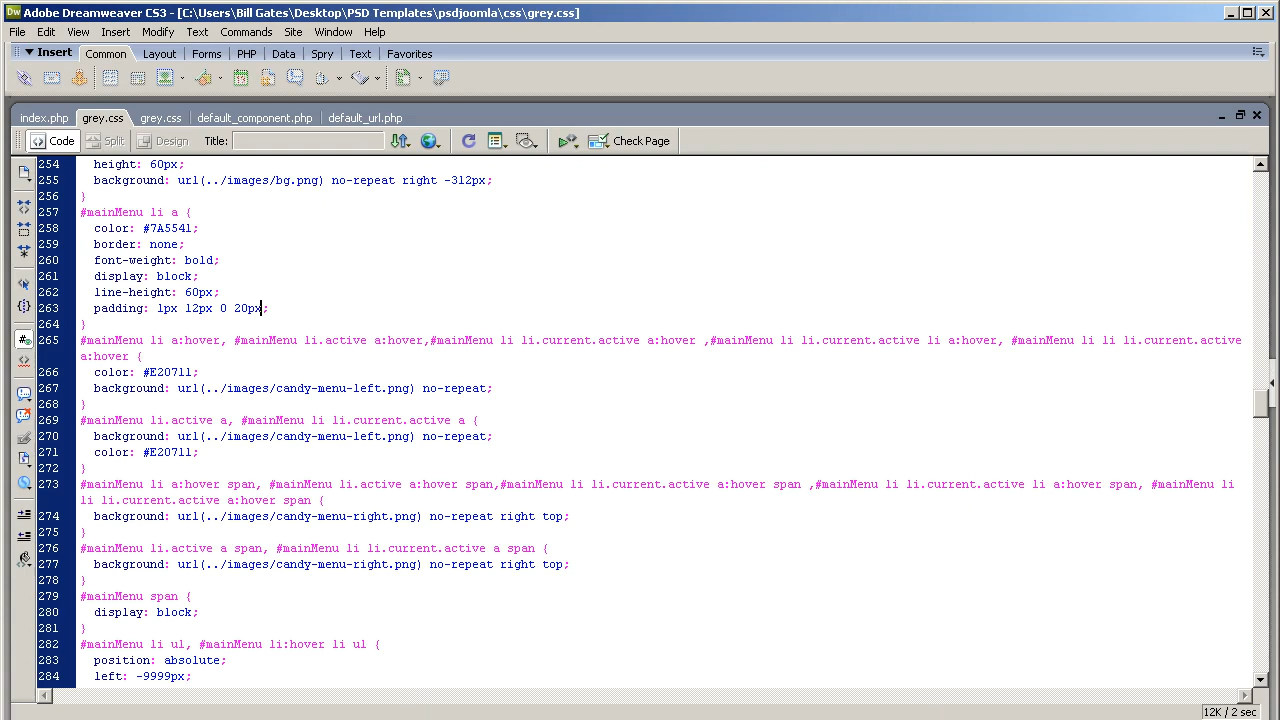 Dw Adobe Dreamweaver CS3 - [C:\Users\Bill Gates\Desktop\PSD Templates\psdjoomla\css\grey.css]
File Edit View Insert Modify Text Commands Site Window Help
▼ Insert Common Layout Forms PHP Data Spry Text Favorites
index.php grey.css grey.css default_component.php default_url.php
Code Split Design Title: Check Page
254 height: 60px;
255 background: url(../images/bg.png) no-repeat right -312px;
256 }
257 #mainMenu li a {
258 color: #7A5541;
259 border: none;
260 font-weight: bold;
261 display: block;
262 line-height: 60px;
263 padding: 1px 12px 0 20px;
264 }
265 #mainMenu li a:hover, #mainMenu li.active a:hover,#mainMenu li li.current.active a:hover ,#mainMenu li li.current.active li a:hover, #mainMenu li li li.current.active
a:hover {
266 color: #E20711;
267 background: url(../images/candy-menu-left.png) no-repeat;
268 }
269 #mainMenu li.active a, #mainMenu li li.current.active a {
270 background: url(../images/candy-menu-left.png) no-repeat;
271 color: #E20711;
272 }
273 #mainMenu li a:hover span, #mainMenu li.active a:hover span,#mainMenu li li.current.active a:hover span ,#mainMenu li li.current.active li a:hover span, #mainMenu li
li li.current.active a:hover span {
274 background: url(../images/candy-menu-right.png) no-repeat right top;
275 }
276 #mainMenu li.active a span, #mainMenu li li.current.active a span {
277 background: url(../images/candy-menu-right.png) no-repeat right top;
278 }
279 #mainMenu span {
280 display: block;
281 }
282 #mainMenu li ul, #mainMenu li:hover li ul {
283 position: absolute;
284 left: -9999px;
12K / 2 sec